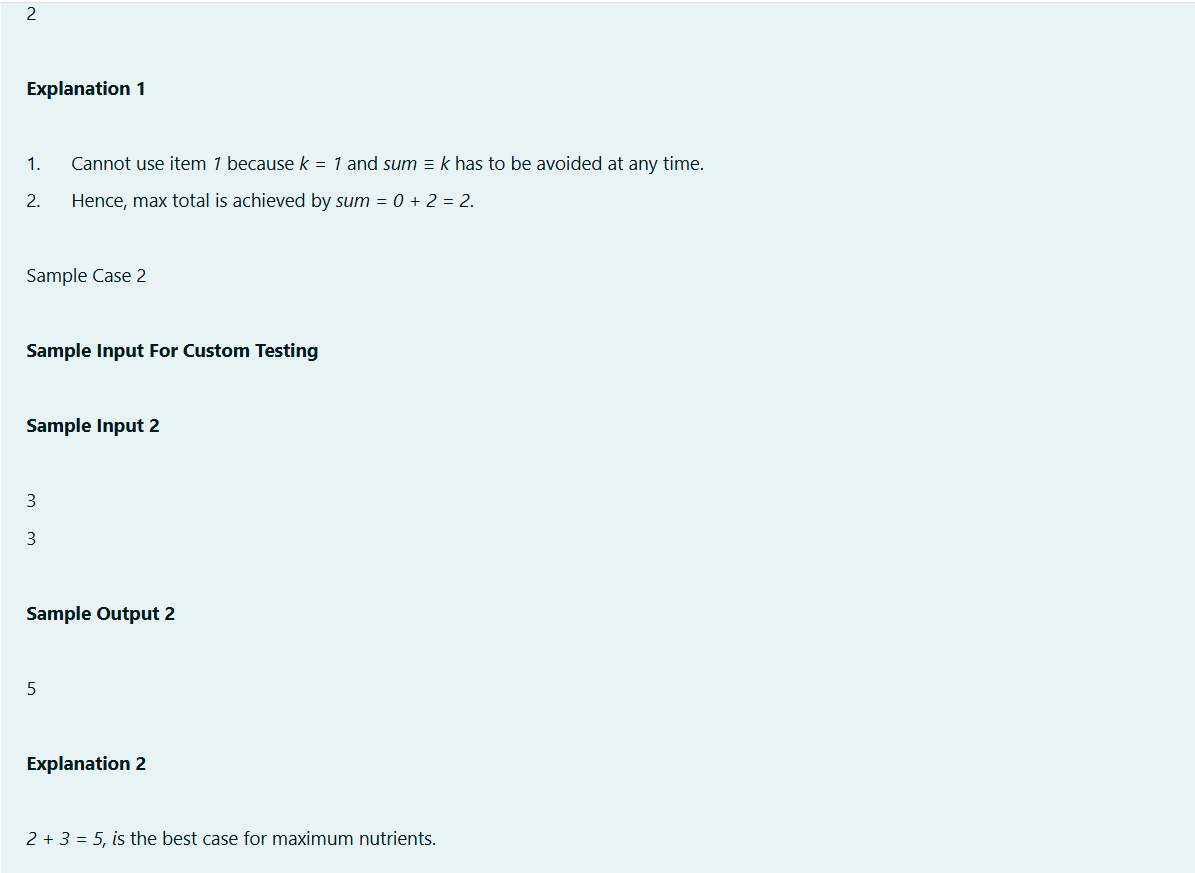 2
Explanation 1
1. Cannot use item 1 because k = 1 and sum ≡ k has to be avoided at any time.
2. Hence, max total is achieved by sum = 0 + 2 = 2.
Sample Case 2
Sample Input For Custom Testing
Sample Input 2
3
3
Sample Output 2
5
Explanation 2
2 + 3 = 5, is the best case for maximum nutrients.